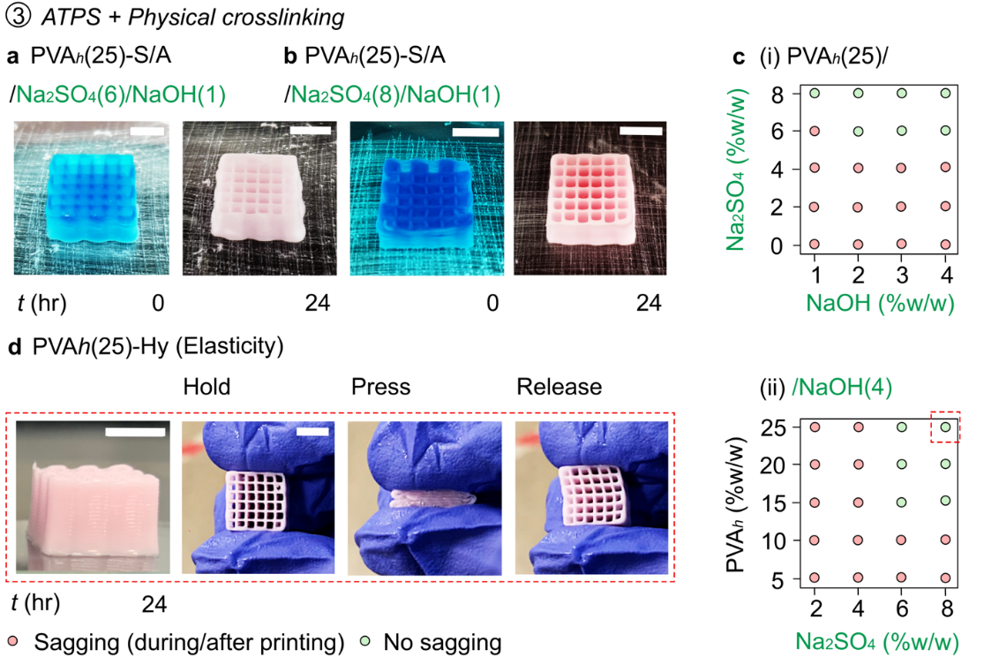 ③ ATPS + Physical crosslinking
a PVAh(25)-S/A
/Na2SO4(6)/NaOH(1)
b PVAh(25)-S/A
/Na2SO4(8)/NaOH(1)
t (hr) 0 24 0 24
c (i) PVAh(25)/
Na2SO4 (%w/w)
8
6
4
2
0
1 2 3 4
NaOH (%w/w)
d PVAh(25)-Hy (Elasticity)
Hold Press Release
t (hr) 24
(ii) /NaOH(4)
PVAh (%w/w)
25
20
15
10
5
2 4 6 8
Na2SO4 (%w/w)
Sagging (during/after printing) No sagging